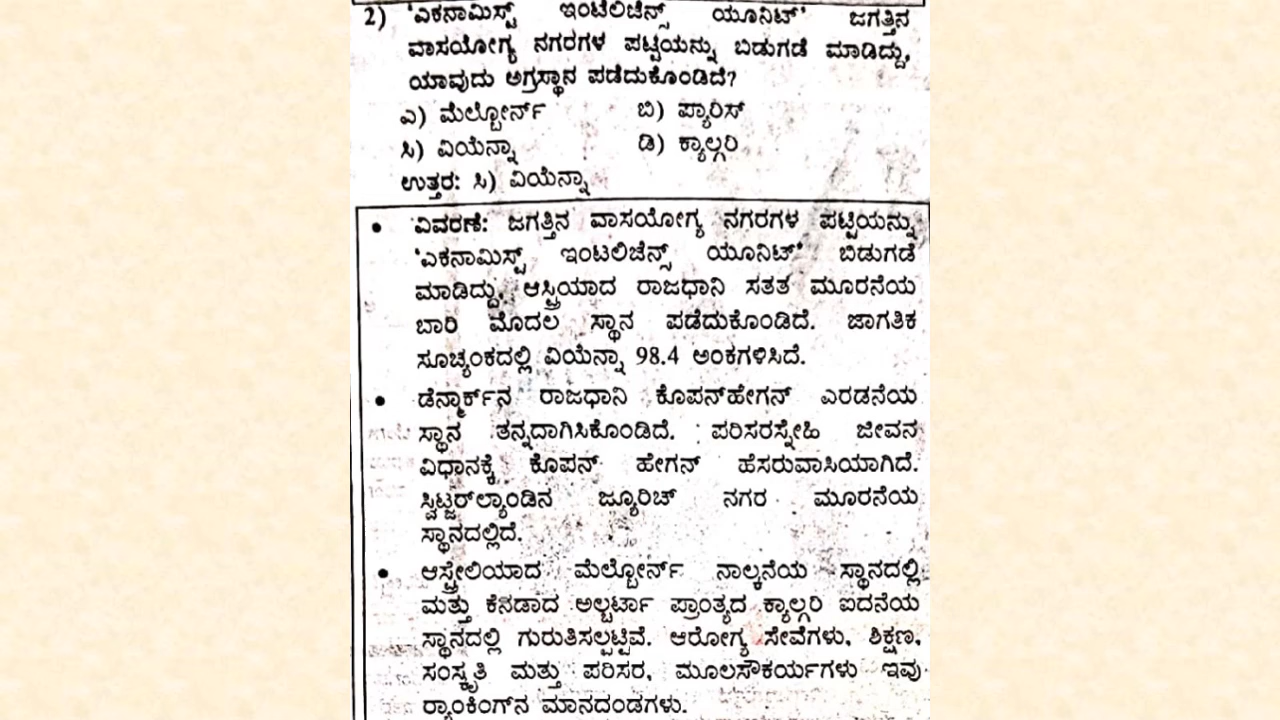 2) 'ಎಕನಾಮಿಸ್ಟ್ ಇಂಟೆಲಿಜೆನ್ಸ್ ಯೂನಿಟ್' ಜಗತ್ತಿನ
ವಾಸಯೋಗ್ಯ ನಗರಗಳ ಪಟ್ಟಿಯನ್ನು ಬಿಡುಗಡೆ ಮಾಡಿದ್ದು,
ಯಾವುದು ಅಗ್ರಸ್ಥಾನ ಪಡೆದುಕೊಂಡಿದೆ?
ಎ) ಮೆಲ್ಬೋರ್ನ್ ಬಿ) ಪ್ಯಾರಿಸ್
ಸಿ) ವಿಯೆನ್ನಾ ಡಿ) ಕ್ಯಾಲ್ಗರಿ
ಉತ್ತರ: ಸಿ) ವಿಯೆನ್ನಾ
• ವಿವರಣೆ: ಜಗತ್ತಿನ ವಾಸಯೋಗ್ಯ ನಗರಗಳ ಪಟ್ಟಿಯನ್ನು
'ಎಕನಾಮಿಸ್ಟ್ ಇಂಟಲಿಜೆನ್ಸ್ ಯೂನಿಟ್' ಬಿಡುಗಡೆ
ಮಾಡಿದ್ದು, ಆಸ್ಟ್ರಿಯಾದ ರಾಜಧಾನಿ ಸತತ ಮೂರನೆಯ
ಬಾರಿ ಮೊದಲ ಸ್ಥಾನ ಪಡೆದುಕೊಂಡಿದೆ. ಜಾಗತಿಕ
ಸೂಚ್ಯಂಕದಲ್ಲಿ ವಿಯೆನ್ನಾ 98.4 ಅಂಕಗಳಿಸಿದೆ.
• ಡೆನ್ಮಾರ್ಕ್‌ನ ರಾಜಧಾನಿ ಕೊಪನ್‌ಹೇಗನ್ ಎರಡನೆಯ
ಸ್ಥಾನ ತನ್ನದಾಗಿಸಿಕೊಂಡಿದೆ. ಪರಿಸರಸ್ನೇಹಿ ಜೀವನ
ವಿಧಾನಕ್ಕೆ ಕೊಪನ್ ಹೇಗನ್ ಹೆಸರುವಾಸಿಯಾಗಿದೆ.
ಸ್ವಿಟ್ಜರ್‌ಲ್ಯಾಂಡಿನ ಜ್ಯೂರಿಚ್ ನಗರ ಮೂರನೆಯ
ಸ್ಥಾನದಲ್ಲಿದೆ.
• ಆಸ್ಟ್ರೇಲಿಯಾದ ಮೆಲ್ಬೋರ್ನ್ ನಾಲ್ಕನೆಯ ಸ್ಥಾನದಲ್ಲಿ
ಮತ್ತು ಕೆನಡಾದ ಅಲ್ಬರ್ಟಾ ಪ್ರಾಂತ್ಯದ ಕ್ಯಾಲ್ಗರಿ ಐದನೆಯ
ಸ್ಥಾನದಲ್ಲಿ ಗುರುತಿಸಲ್ಪಟ್ಟಿವೆ. ಆರೋಗ್ಯ ಸೇವೆಗಳು, ಶಿಕ್ಷಣ,
ಸಂಸ್ಕೃತಿ ಮತ್ತು ಪರಿಸರ, ಮೂಲಸೌಕರ್ಯಗಳು ಇವು
ರ‍್ಯಾಂಕಿಂಗ್‌ನ ಮಾನದಂಡಗಳು.